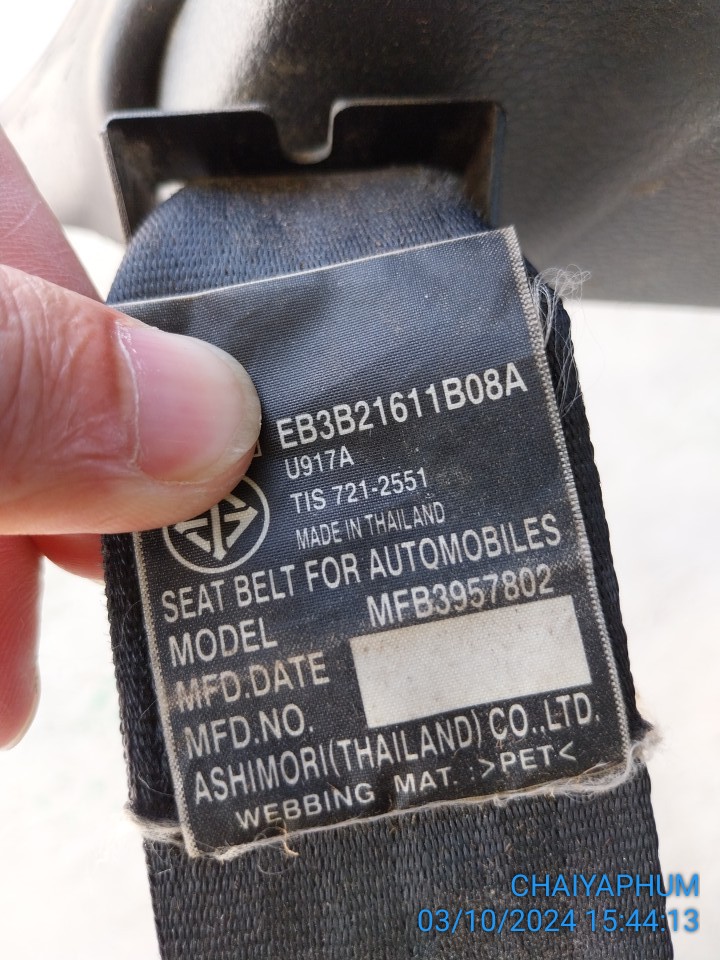 EB3B21611B08A
U917A
TIS 721-2551
MADE IN THAILAND
SEAT BELT FOR AUTOMOBILES
MODEL MFB3957802
MFD.DATE
MFD.NO.
ASHIMORI(THAILAND) CO.,LTD.
WEBBING MAT. :>PET<
CHAIYAPHUM
03/10/2024 15:44:13